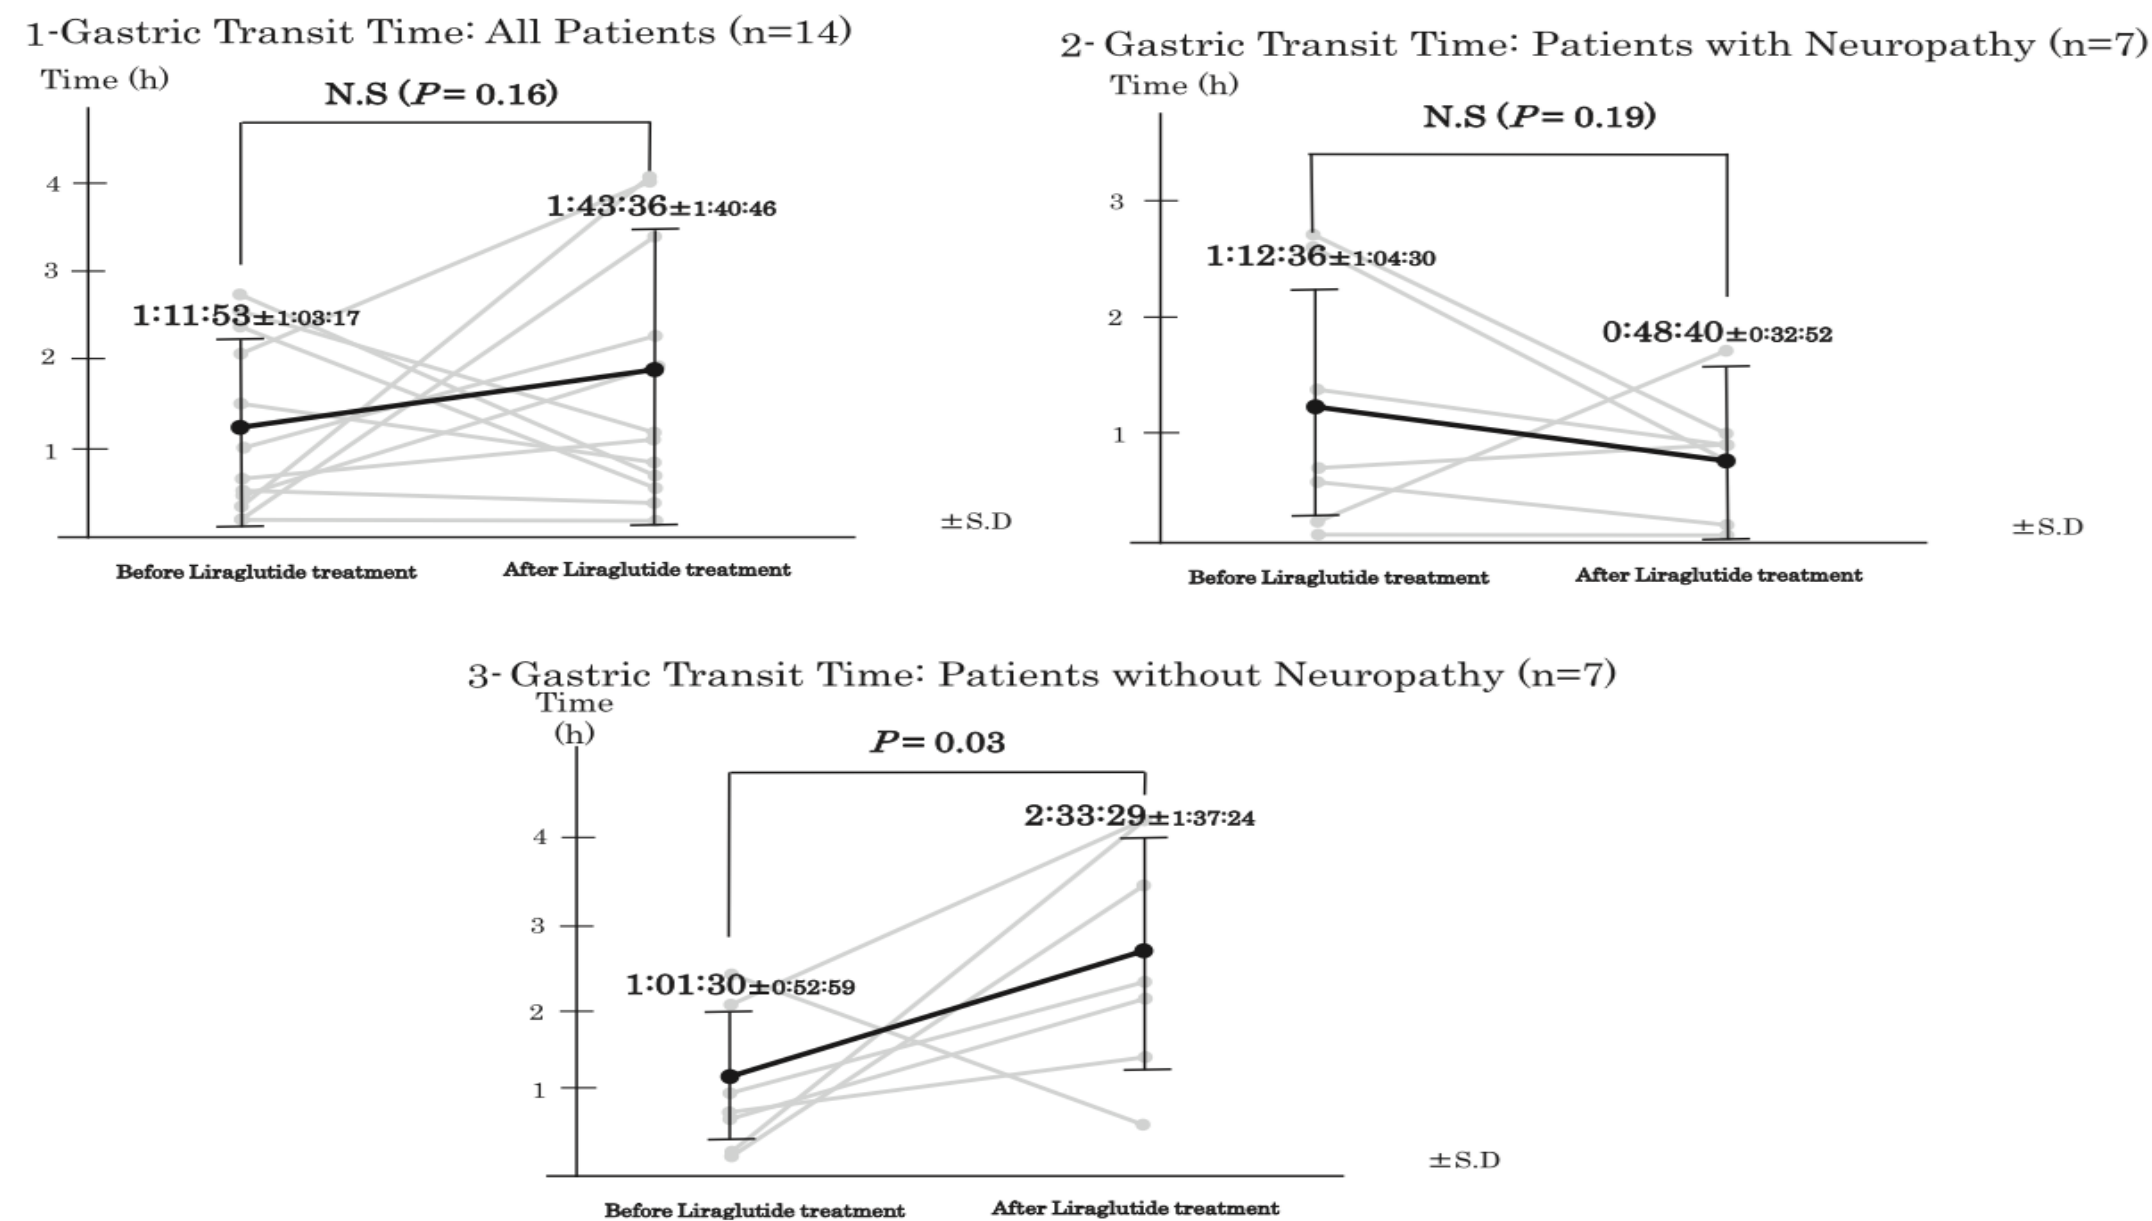 1-Gastric Transit Time: All Patients (n=14)
Time (h)
N.S (P= 0.16)
4
3
2
1
1:11:53±1:03:17
1:43:36±1:40:46
±S.D
Before Liraglutide treatment
After Liraglutide treatment
2- Gastric Transit Time: Patients with Neuropathy (n=7)
Time (h)
N.S (P= 0.19)
3
2
1
1:12:36±1:04:30
0:48:40±0:32:52
±S.D
Before Liraglutide treatment
After Liraglutide treatment
3- Gastric Transit Time: Patients without Neuropathy (n=7)
Time
(h)
P= 0.03
4
3
2
1
2:33:29±1:37:24
1:01:30±0:52:59
±S.D
Before Liraglutide treatment
After Liraglutide treatment